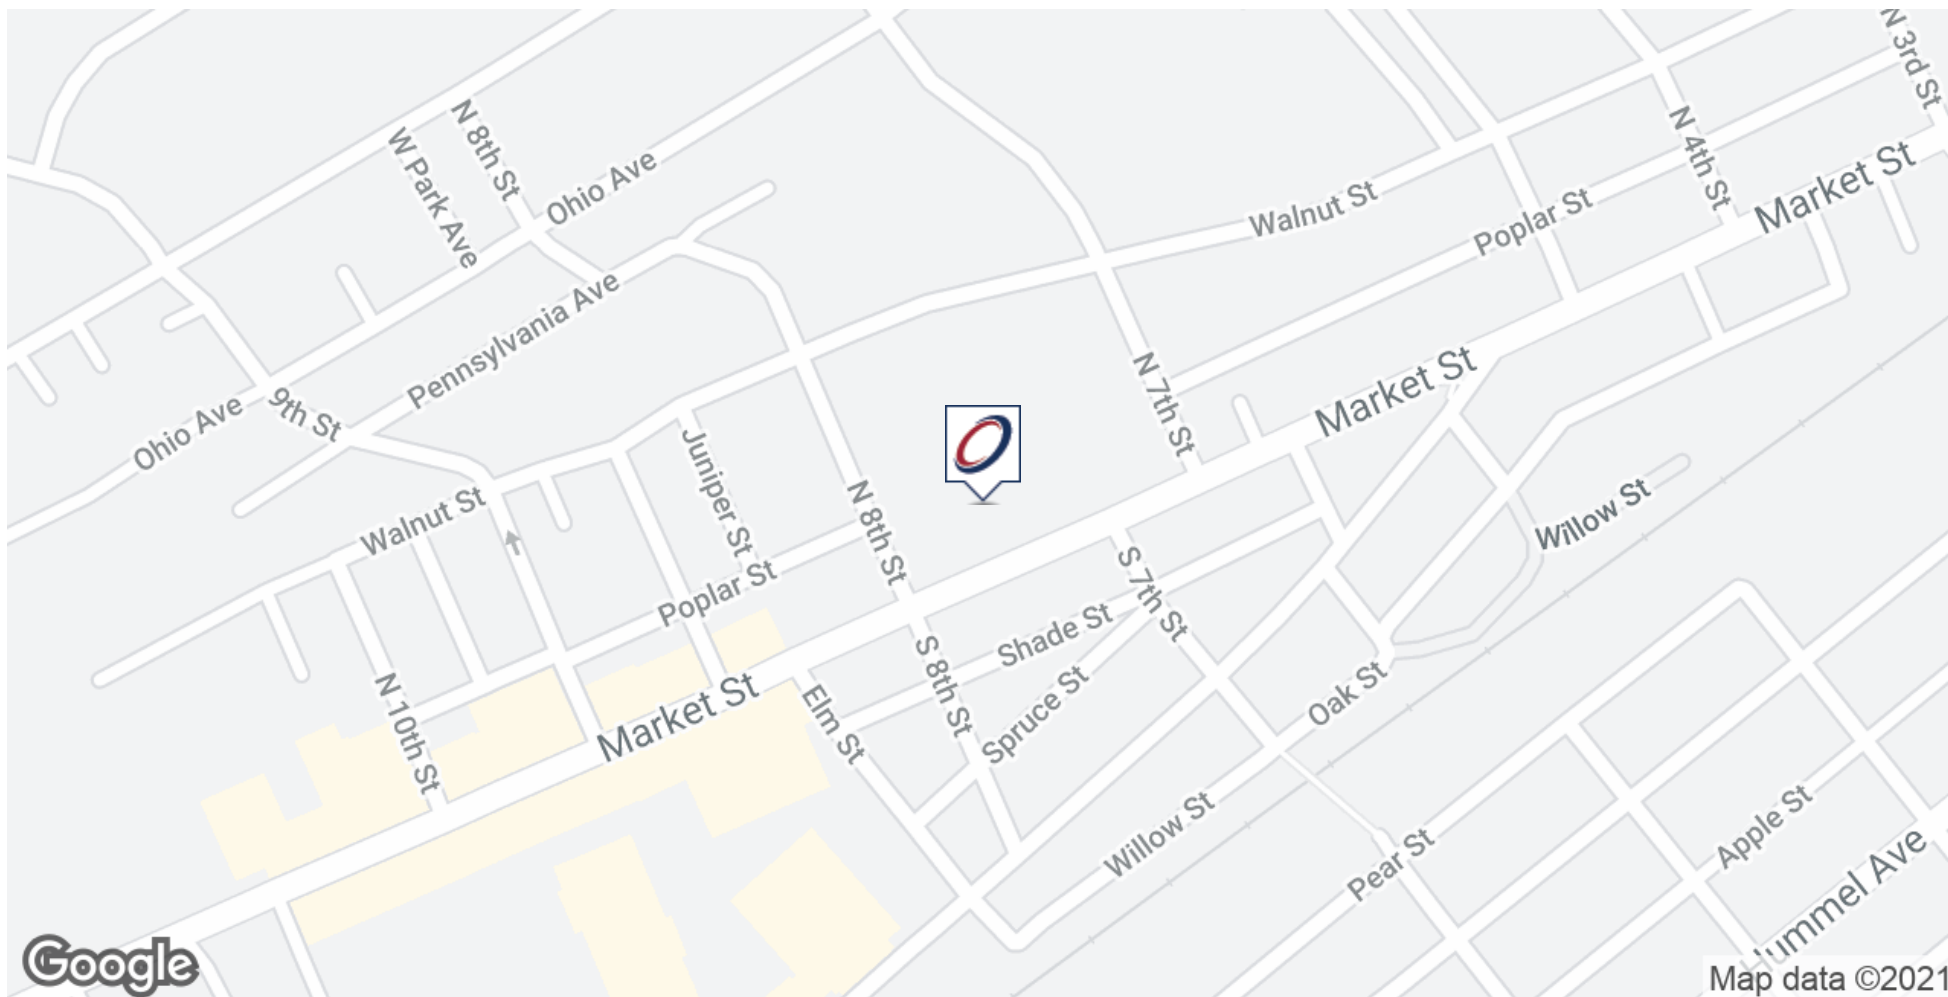 N 3rd St
N 8th St
W Park Ave
Ohio Ave
N 4th St
Market St
Walnut St
Poplar St
Pennsylvania Ave
N 7th St
Market St
9th St
Ohio Ave
Juniper St
N 8th St
Walnut St
Willow St
S 7th St
Poplar St
Shade St
S 8th St
Spruce St
Oak St
N 10th St
Market St
Elm St
Willow St
Pear St
Apple St
Hummel Ave
Google
Map data ©2021